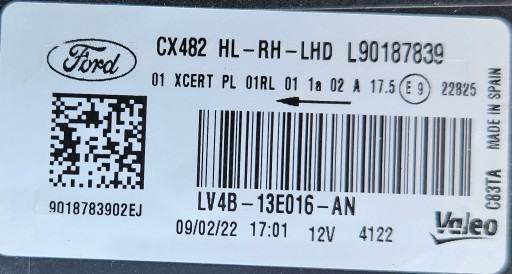 Ford
CX482 HL-RH-LHD L90187839
01 XCERT PL 01RL 01 1a 02 A 17.5 E9 22825
9018783902EJ
LV4B-13E016-AN
09/02/22 17:01 12V 4122
Valeo
C83TA MADE IN SPAIN